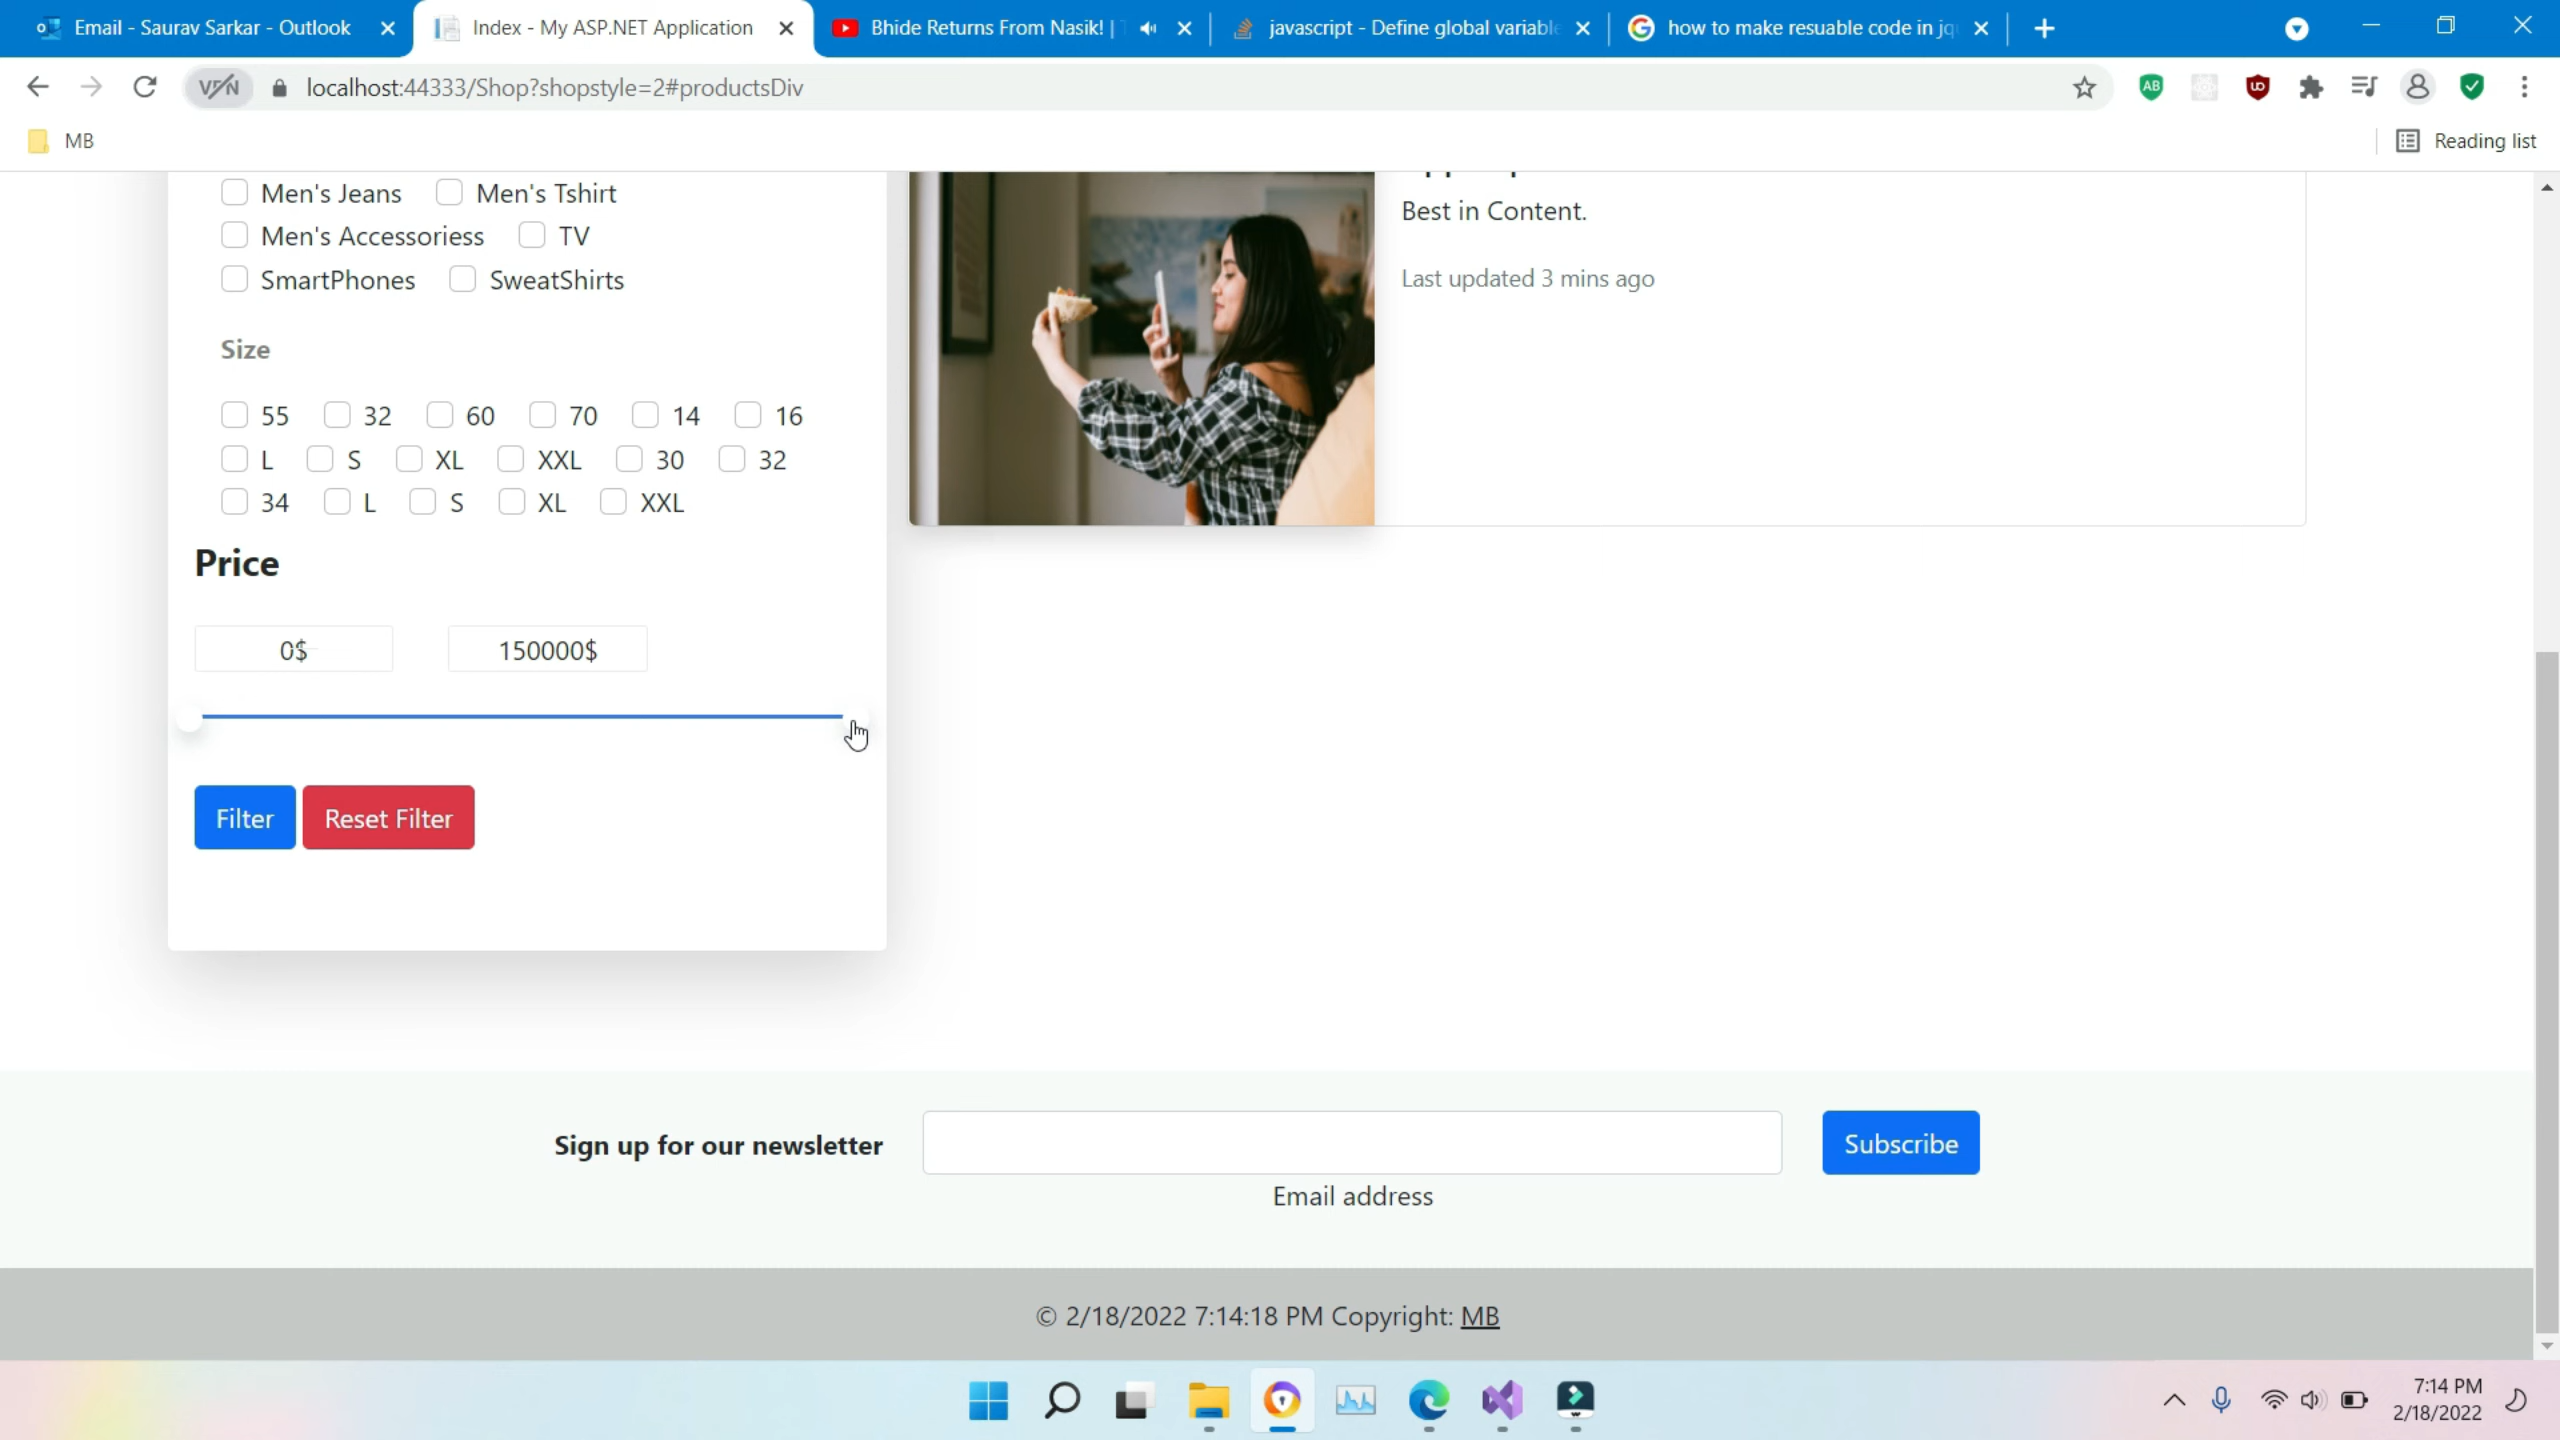 Email - Saurav Sarkar - Outlook
Index - My ASP.NET Application
Bhide Returns From Nasik! |
javascript - Define global variable
how to make resuable code in jq
VPN
localhost:44333/Shop?shopstyle=2#productsDiv
AB
MB
Reading list
Men's Jeans Men's Tshirt
Men's Accessoriess TV
SmartPhones SweatShirts
Size
55 32 60 70 14 16
L S XL XXL 30 32
34 L S XL XXL
Price
0$ 150000$
Filter Reset Filter
Best in Content.
Last updated 3 mins ago
Sign up for our newsletter
Subscribe
Email address
© 2/18/2022 7:14:18 PM Copyright: MB
7:14 PM
2/18/2022